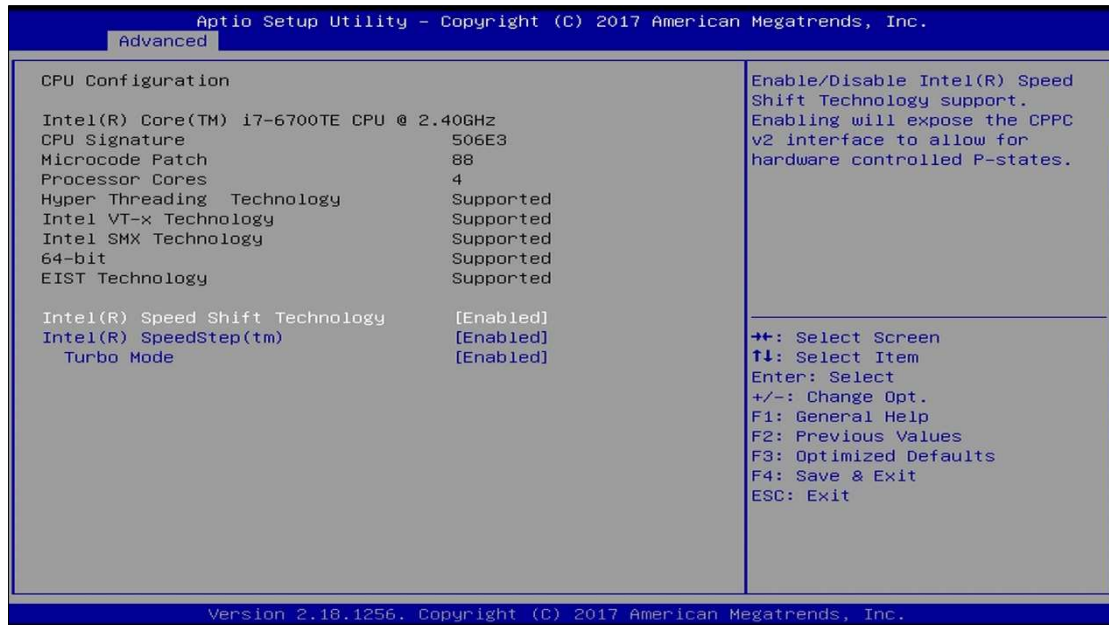 Aptio Setup Utility – Copyright (C) 2017 American Megatrends, Inc.
Advanced
CPU Configuration
Intel(R) Core(TM) i7-6700TE CPU @ 2.40GHz
CPU Signature 506E3
Microcode Patch 88
Processor Cores 4
Hyper Threading Technology Supported
Intel VT-x Technology Supported
Intel SMX Technology Supported
64-bit Supported
EIST Technology Supported
Intel(R) Speed Shift Technology [Enabled]
Intel(R) SpeedStep(tm) [Enabled]
Turbo Mode [Enabled]
Enable/Disable Intel(R) Speed
Shift Technology support.
Enabling will expose the CPPC
v2 interface to allow for
hardware controlled P-states.
→←: Select Screen
↑↓: Select Item
Enter: Select
+/-: Change Opt.
F1: General Help
F2: Previous Values
F3: Optimized Defaults
F4: Save & Exit
ESC: Exit
Version 2.18.1256. Copyright (C) 2017 American Megatrends, Inc.